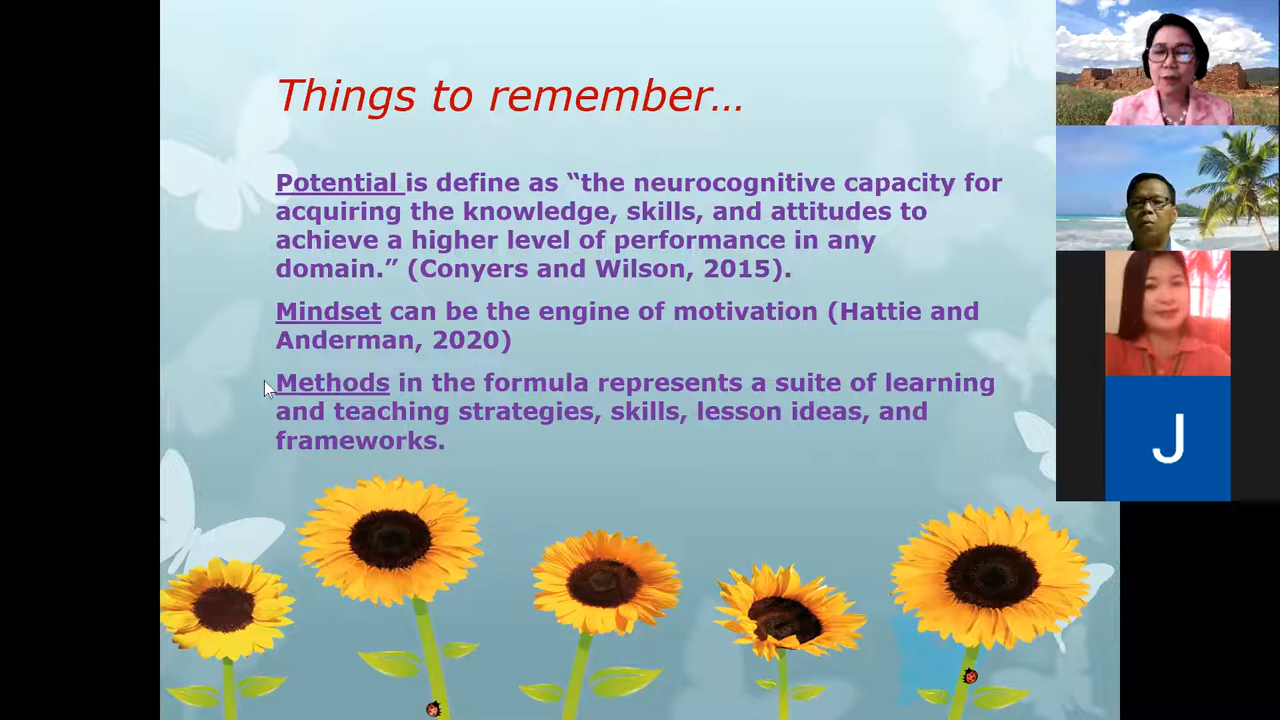 Things to remember...
Potential is define as “the neurocognitive capacity for
acquiring the knowledge, skills, and attitudes to
achieve a higher level of performance in any
domain.” (Conyers and Wilson, 2015).
Mindset can be the engine of motivation (Hattie and
Anderman, 2020)
Methods in the formula represents a suite of learning
and teaching strategies, skills, lesson ideas, and
frameworks.
J